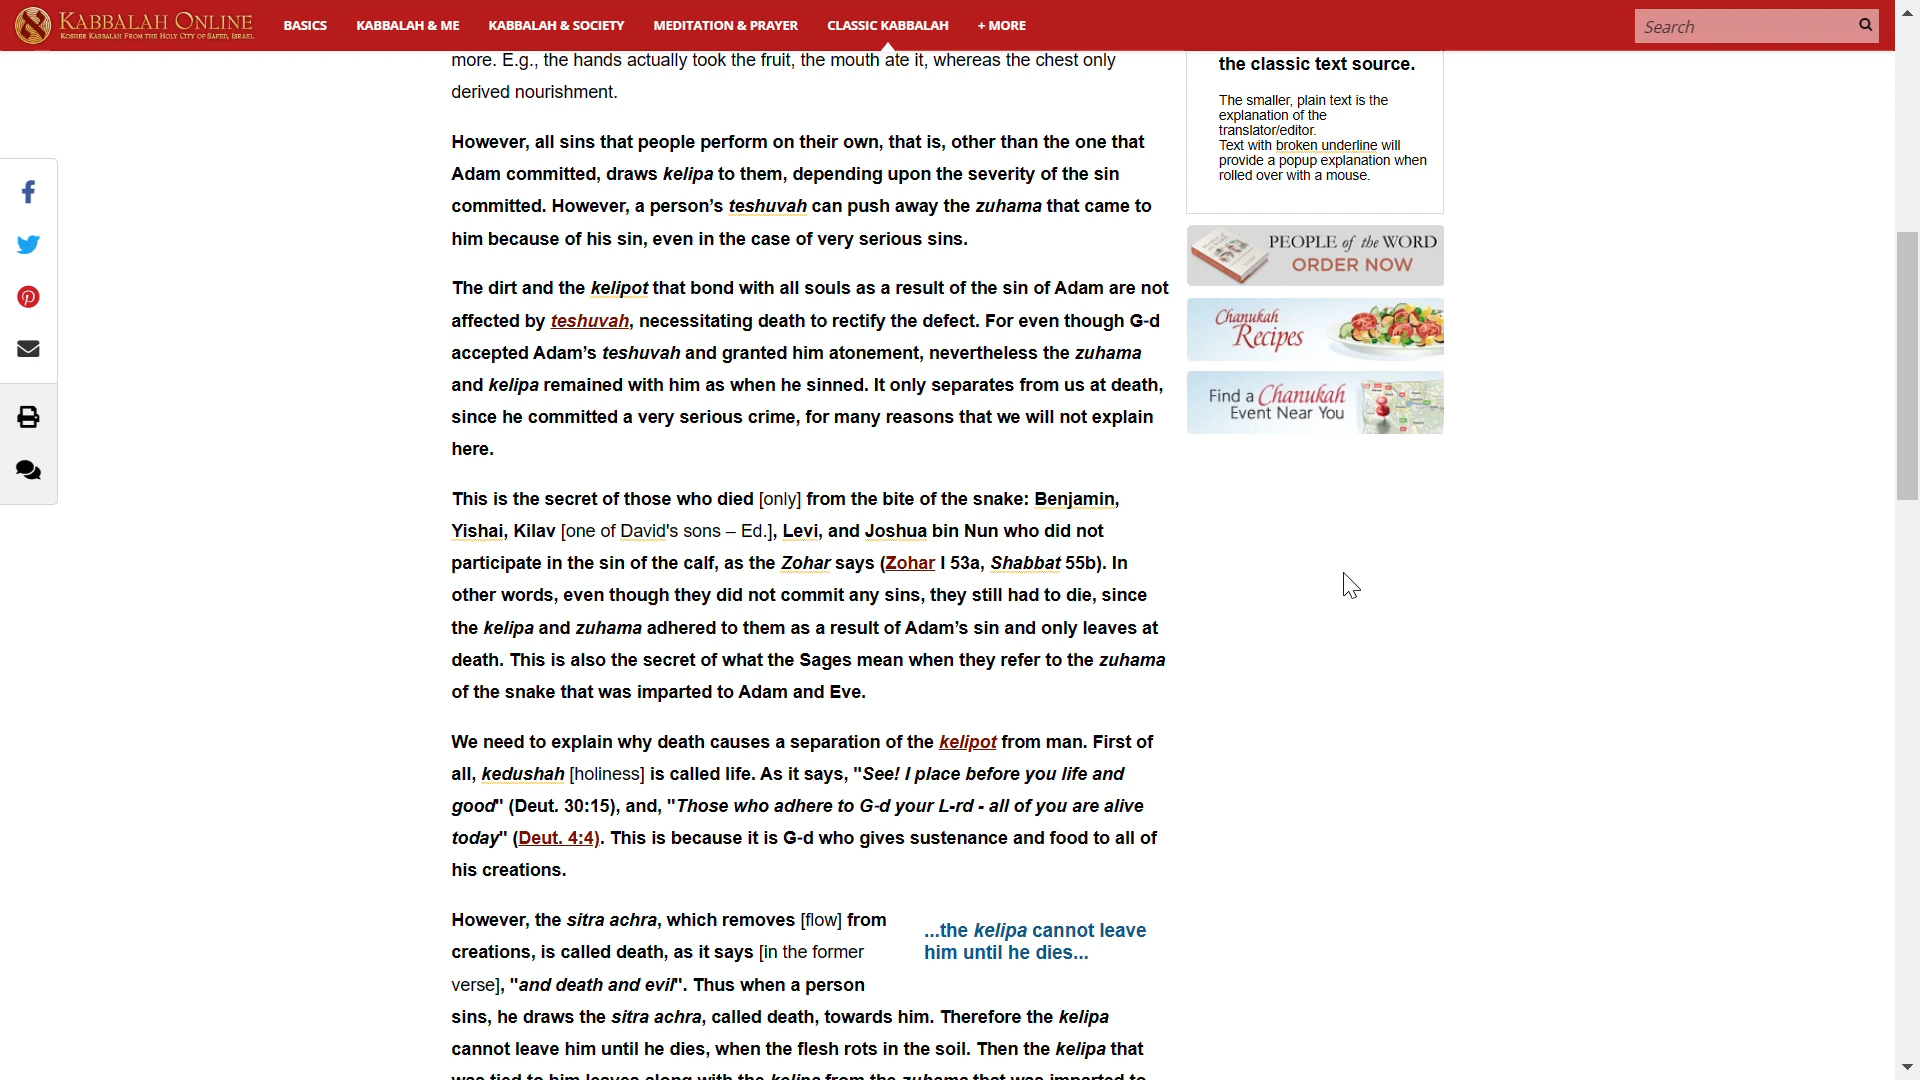 KABBALAH ONLINE
KOSHER KABBALAH FROM THE HOLY CITY OF SAFED, ISRAEL
BASICS
KABBALAH & ME
KABBALAH & SOCIETY
MEDITATION & PRAYER
CLASSIC KABBALAH
+ MORE
Search
more. E.g., the hands actually took the fruit, the mouth ate it, whereas the chest only
derived nourishment.
However, all sins that people perform on their own, that is, other than the one that
Adam committed, draws kelipa to them, depending upon the severity of the sin
committed. However, a person’s teshuvah can push away the zuhama that came to
him because of his sin, even in the case of very serious sins.
The dirt and the kelipot that bond with all souls as a result of the sin of Adam are not
affected by teshuvah, necessitating death to rectify the defect. For even though G-d
accepted Adam’s teshuvah and granted him atonement, nevertheless the zuhama
and kelipa remained with him as when he sinned. It only separates from us at death,
since he committed a very serious crime, for many reasons that we will not explain
here.
This is the secret of those who died [only] from the bite of the snake: Benjamin,
Yishai, Kilav [one of David's sons – Ed.], Levi, and Joshua bin Nun who did not
participate in the sin of the calf, as the Zohar says (Zohar I 53a, Shabbat 55b). In
other words, even though they did not commit any sins, they still had to die, since
the kelipa and zuhama adhered to them as a result of Adam’s sin and only leaves at
death. This is also the secret of what the Sages mean when they refer to the zuhama
of the snake that was imparted to Adam and Eve.
We need to explain why death causes a separation of the kelipot from man. First of
all, kedushah [holiness] is called life. As it says, "See! I place before you life and
good" (Deut. 30:15), and, "Those who adhere to G-d your L-rd - all of you are alive
today" (Deut. 4:4). This is because it is G-d who gives sustenance and food to all of
his creations.
However, the sitra achra, which removes [flow] from
creations, is called death, as it says [in the former
verse], "and death and evil". Thus when a person
sins, he draws the sitra achra, called death, towards him. Therefore the kelipa
cannot leave him until he dies, when the flesh rots in the soil. Then the kelipa that
was tied to him leaves along with the kelipa from the zuhama that was imparted to
...the kelipa cannot leave
him until he dies...
the classic text source.
The smaller, plain text is the
explanation of the
translator/editor.
Text with broken underline will
provide a popup explanation when
rolled over with a mouse.
PEOPLE of the WORD
ORDER NOW
Chanukah
Recipes
Find a Chanukah
Event Near You